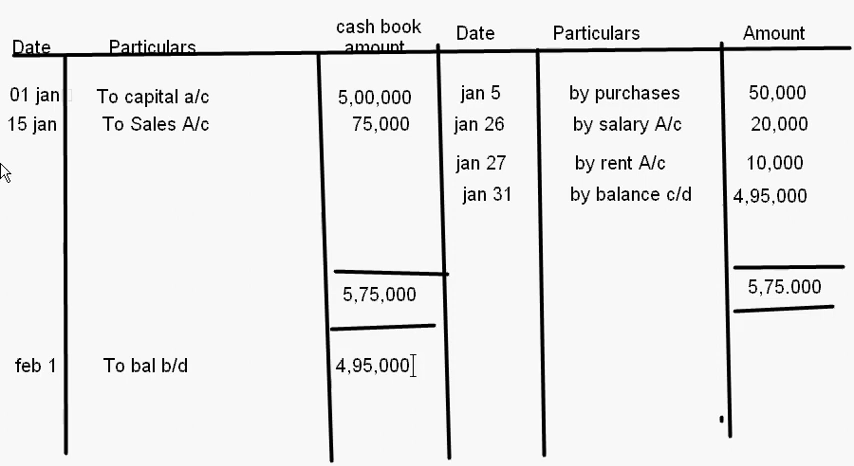 cash book
Date Particulars amount Date Particulars Amount
01 jan To capital a/c 5,00,000 jan 5 by purchases 50,000
15 jan To Sales A/c 75,000 jan 26 by salary A/c 20,000
jan 27 by rent A/c 10,000
jan 31 by balance c/d 4,95,000
5,75,000 5,75.000
feb 1 To bal b/d 4,95,000